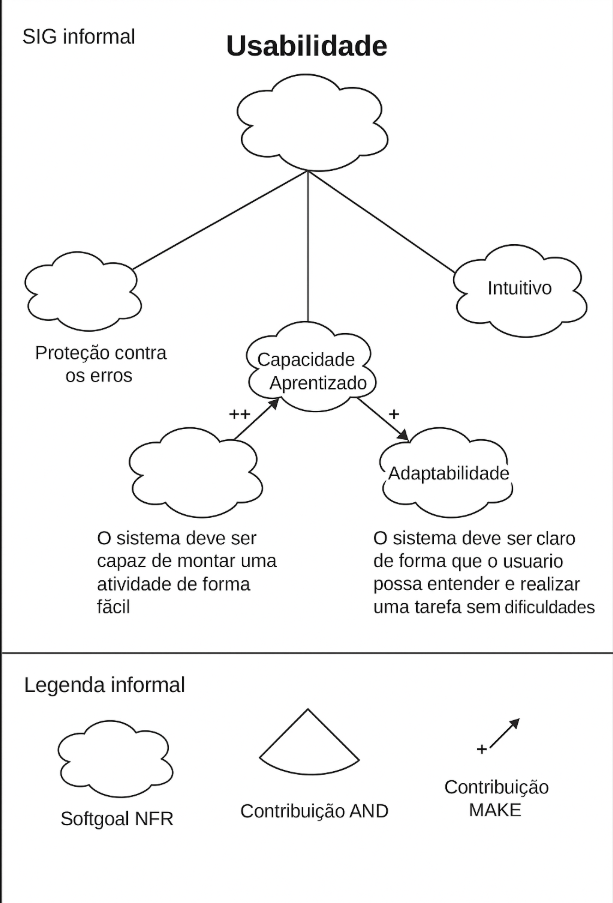 SIG informal
Usabilidade
Intuitivo
Proteção contra
os erros
Capacidade
Aprentizado
++
+
Adaptabilidade
O sistema deve ser
capaz de montar uma
atividade de forma
făcil
O sistema deve ser claro
de forma que o usuario
possa entender e realizar
uma tarefa sem dificuldades
Legenda informal
+
Softgoal NFR
Contribuição AND
Contribuição
MAKE